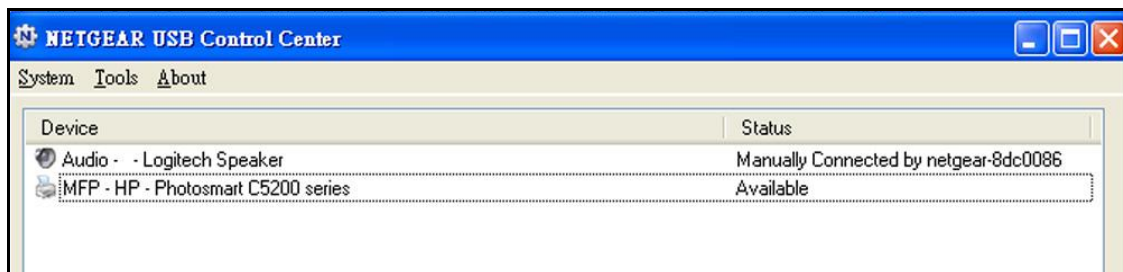 NETGEAR USB Control Center
System Tools About
Device Status
Audio - - Logitech Speaker Manually Connected by netgear-8dc0086
MFP - HP - Photosmart C5200 series Available